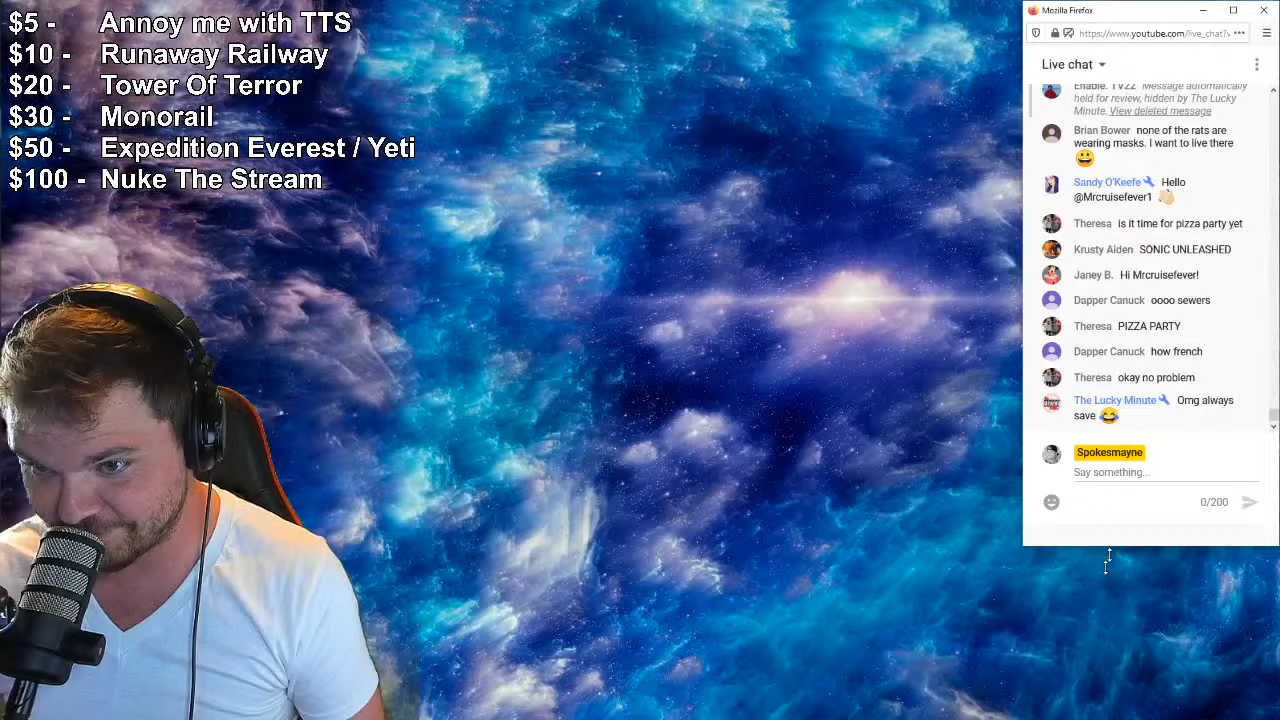 $5 - Annoy me with TTS
$10 - Runaway Railway
$20 - Tower Of Terror
$30 - Monorail
$50 - Expedition Everest / Yeti
$100 - Nuke The Stream
Mozilla Firefox
https://www.youtube.com/live_chat?v
Live chat
Enable. TV22 Message automatically
held for review, hidden by The Lucky
Minute. View deleted message
Brian Bower none of the rats are
wearing masks. I want to live there
Sandy O'Keefe Hello
@Mrcruisefever1
Theresa is it time for pizza party yet
Krusty Aiden SONIC UNLEASHED
Janey B. Hi Mrcruisefever!
Dapper Canuck oooo sewers
Theresa PIZZA PARTY
Dapper Canuck how french
Theresa okay no problem
The Lucky Minute Omg always
save
Spokesmayne
Say something...
0/200